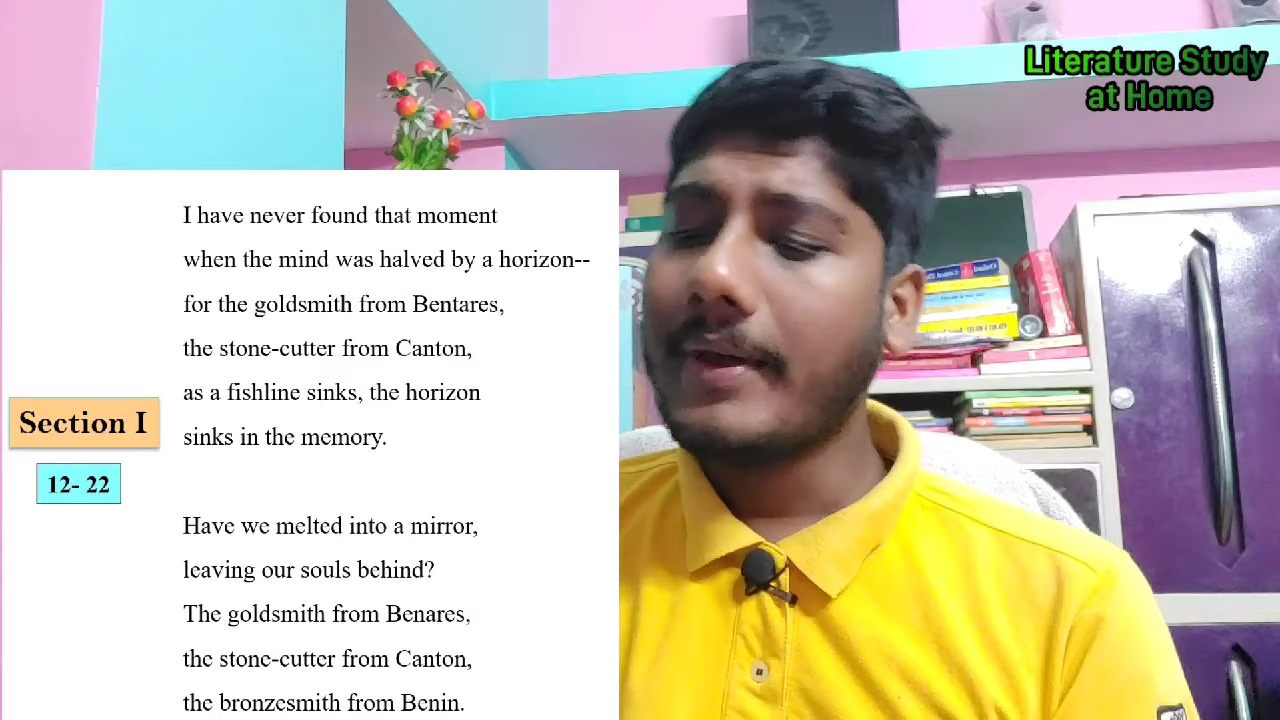 Literature Study
at Home
I have never found that moment
when the mind was halved by a horizon--
for the goldsmith from Bentares,
the stone-cutter from Canton,
as a fishline sinks, the horizon
sinks in the memory.
Section I
12- 22
Have we melted into a mirror,
leaving our souls behind?
The goldsmith from Benares,
the stone-cutter from Canton,
the bronzesmith from Benin.